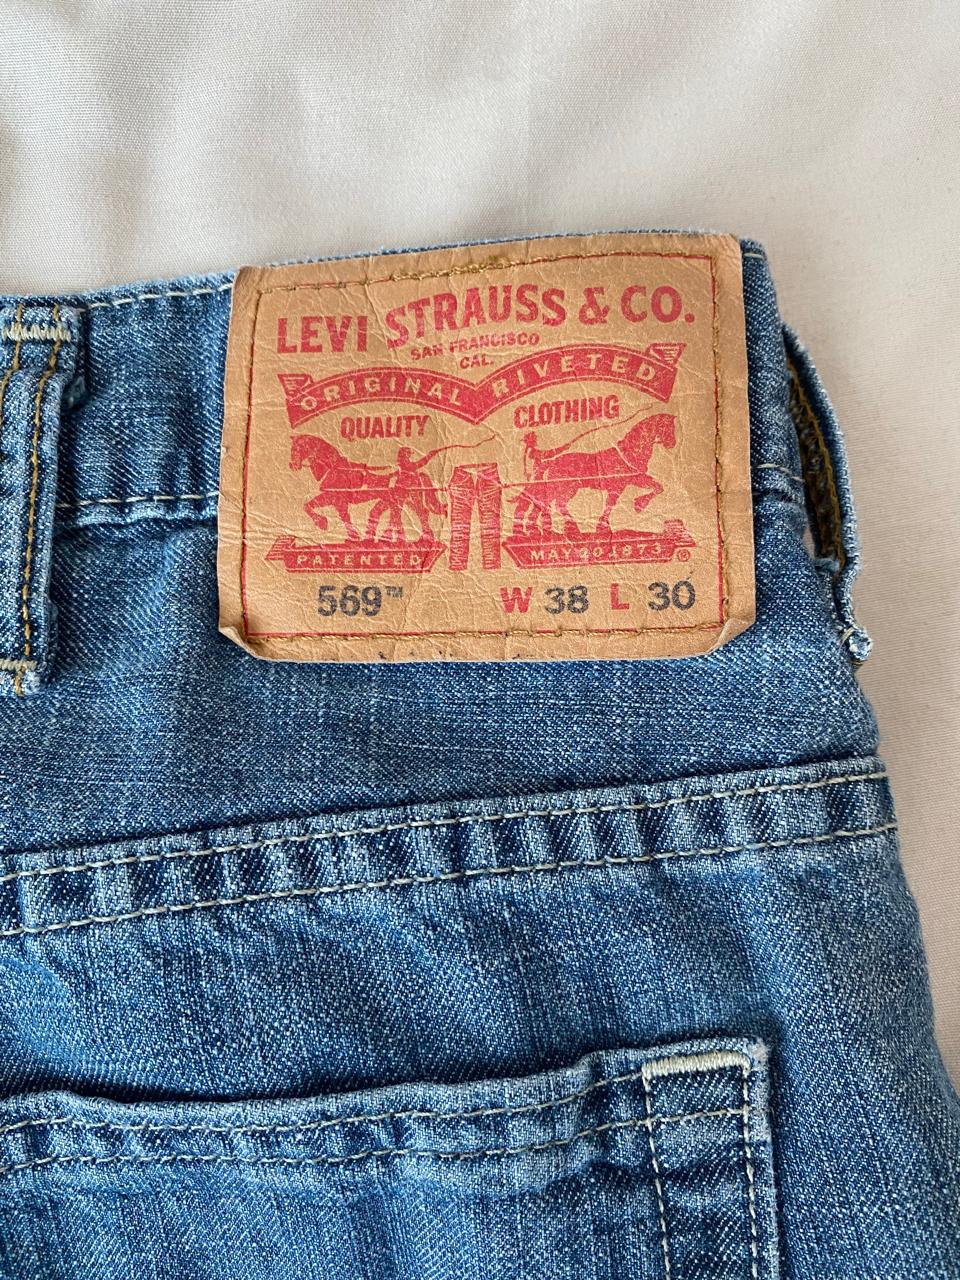 LEVI STRAUSS & CO.
SAN FRANCISCO
CAL.
ORIGINAL RIVETED
QUALITY CLOTHING
PATENTED MAY 20 1873 ®
569™ W 38 L 30